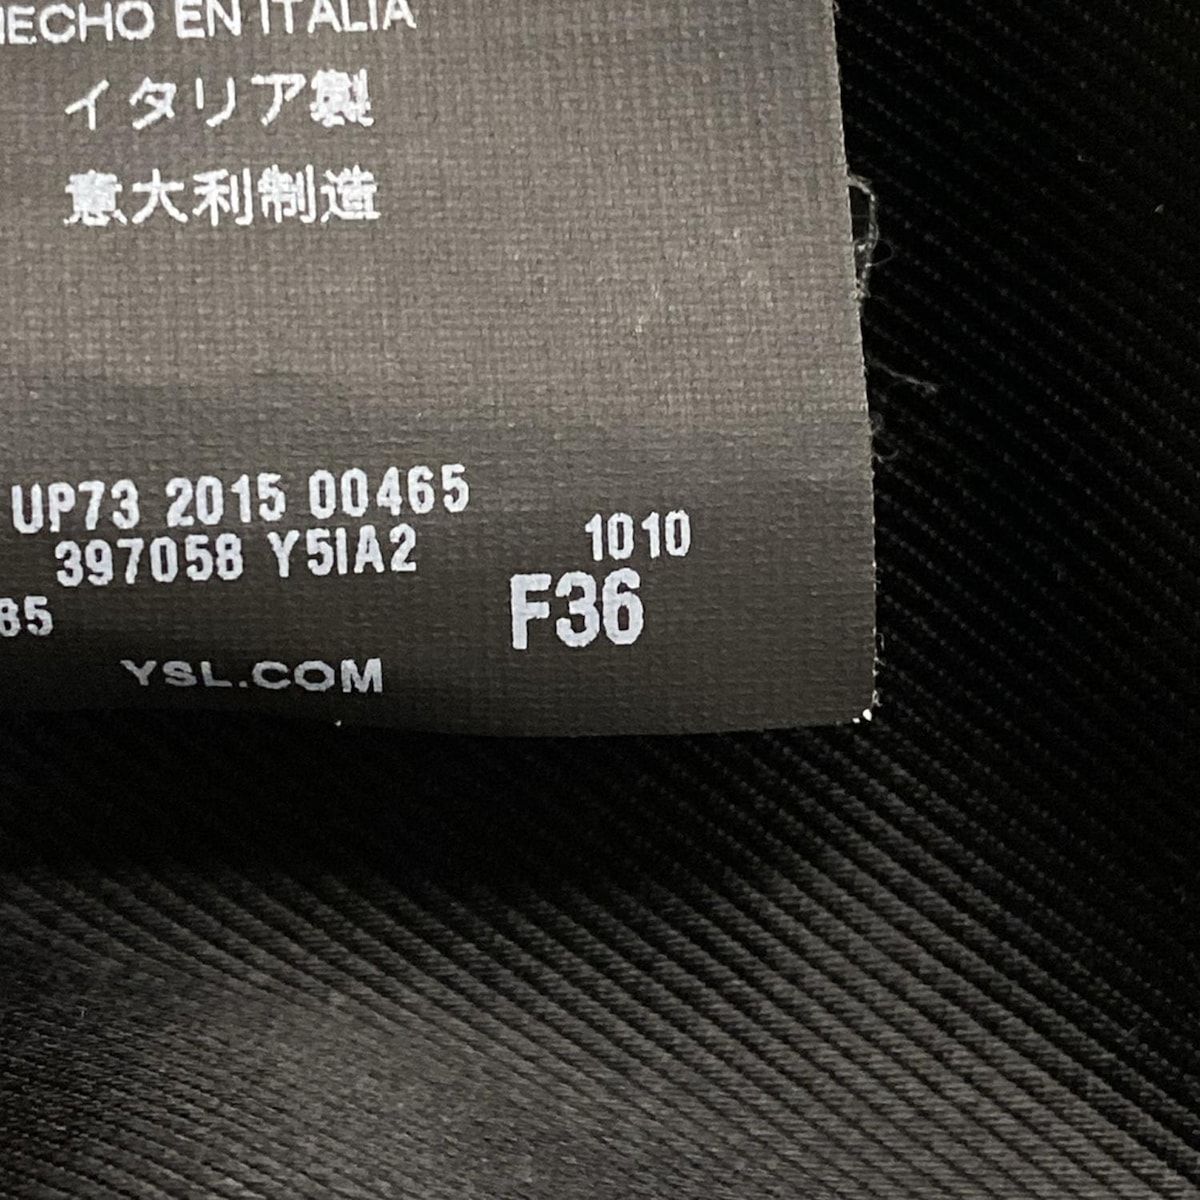 HECHO EN ITALIA
イタリア製
意大利制造
UP73 2015 00465
397058 Y5IA2 1010
85 F36
YSL.COM